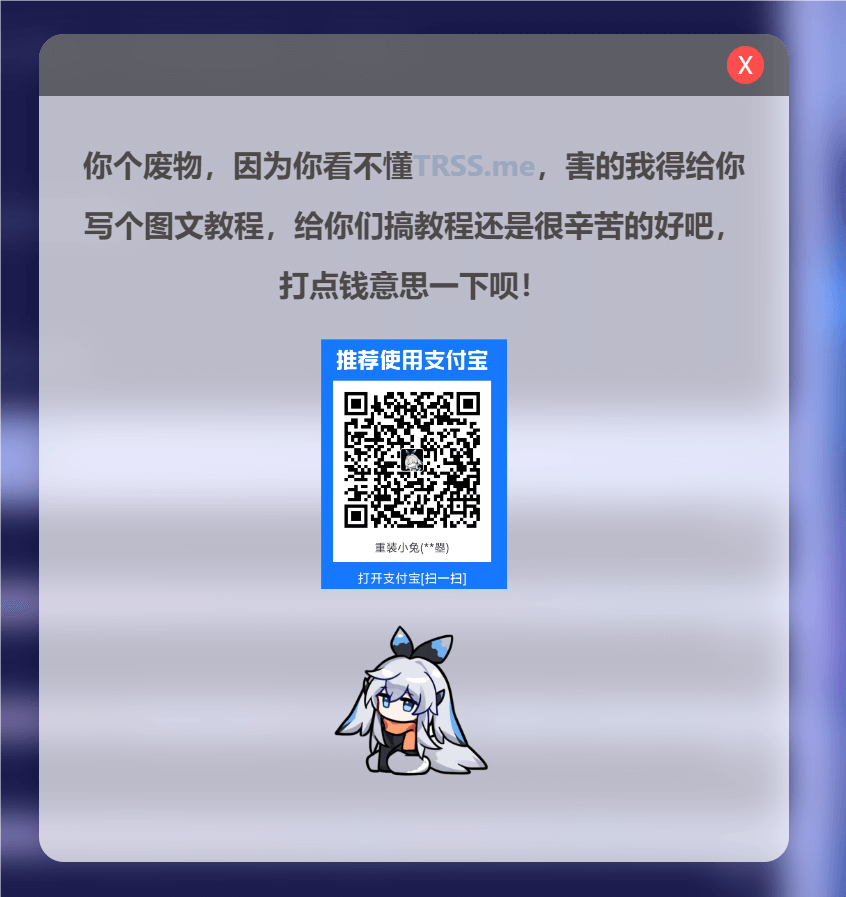 X
你个废物，因为你看不懂TRSS.me，害的我得给你
写个图文教程，给你们搞教程还是很辛苦的好吧，
打点钱意思一下呗！
推荐使用支付宝
重装小兔(**曌)
打开支付宝[扫一扫]